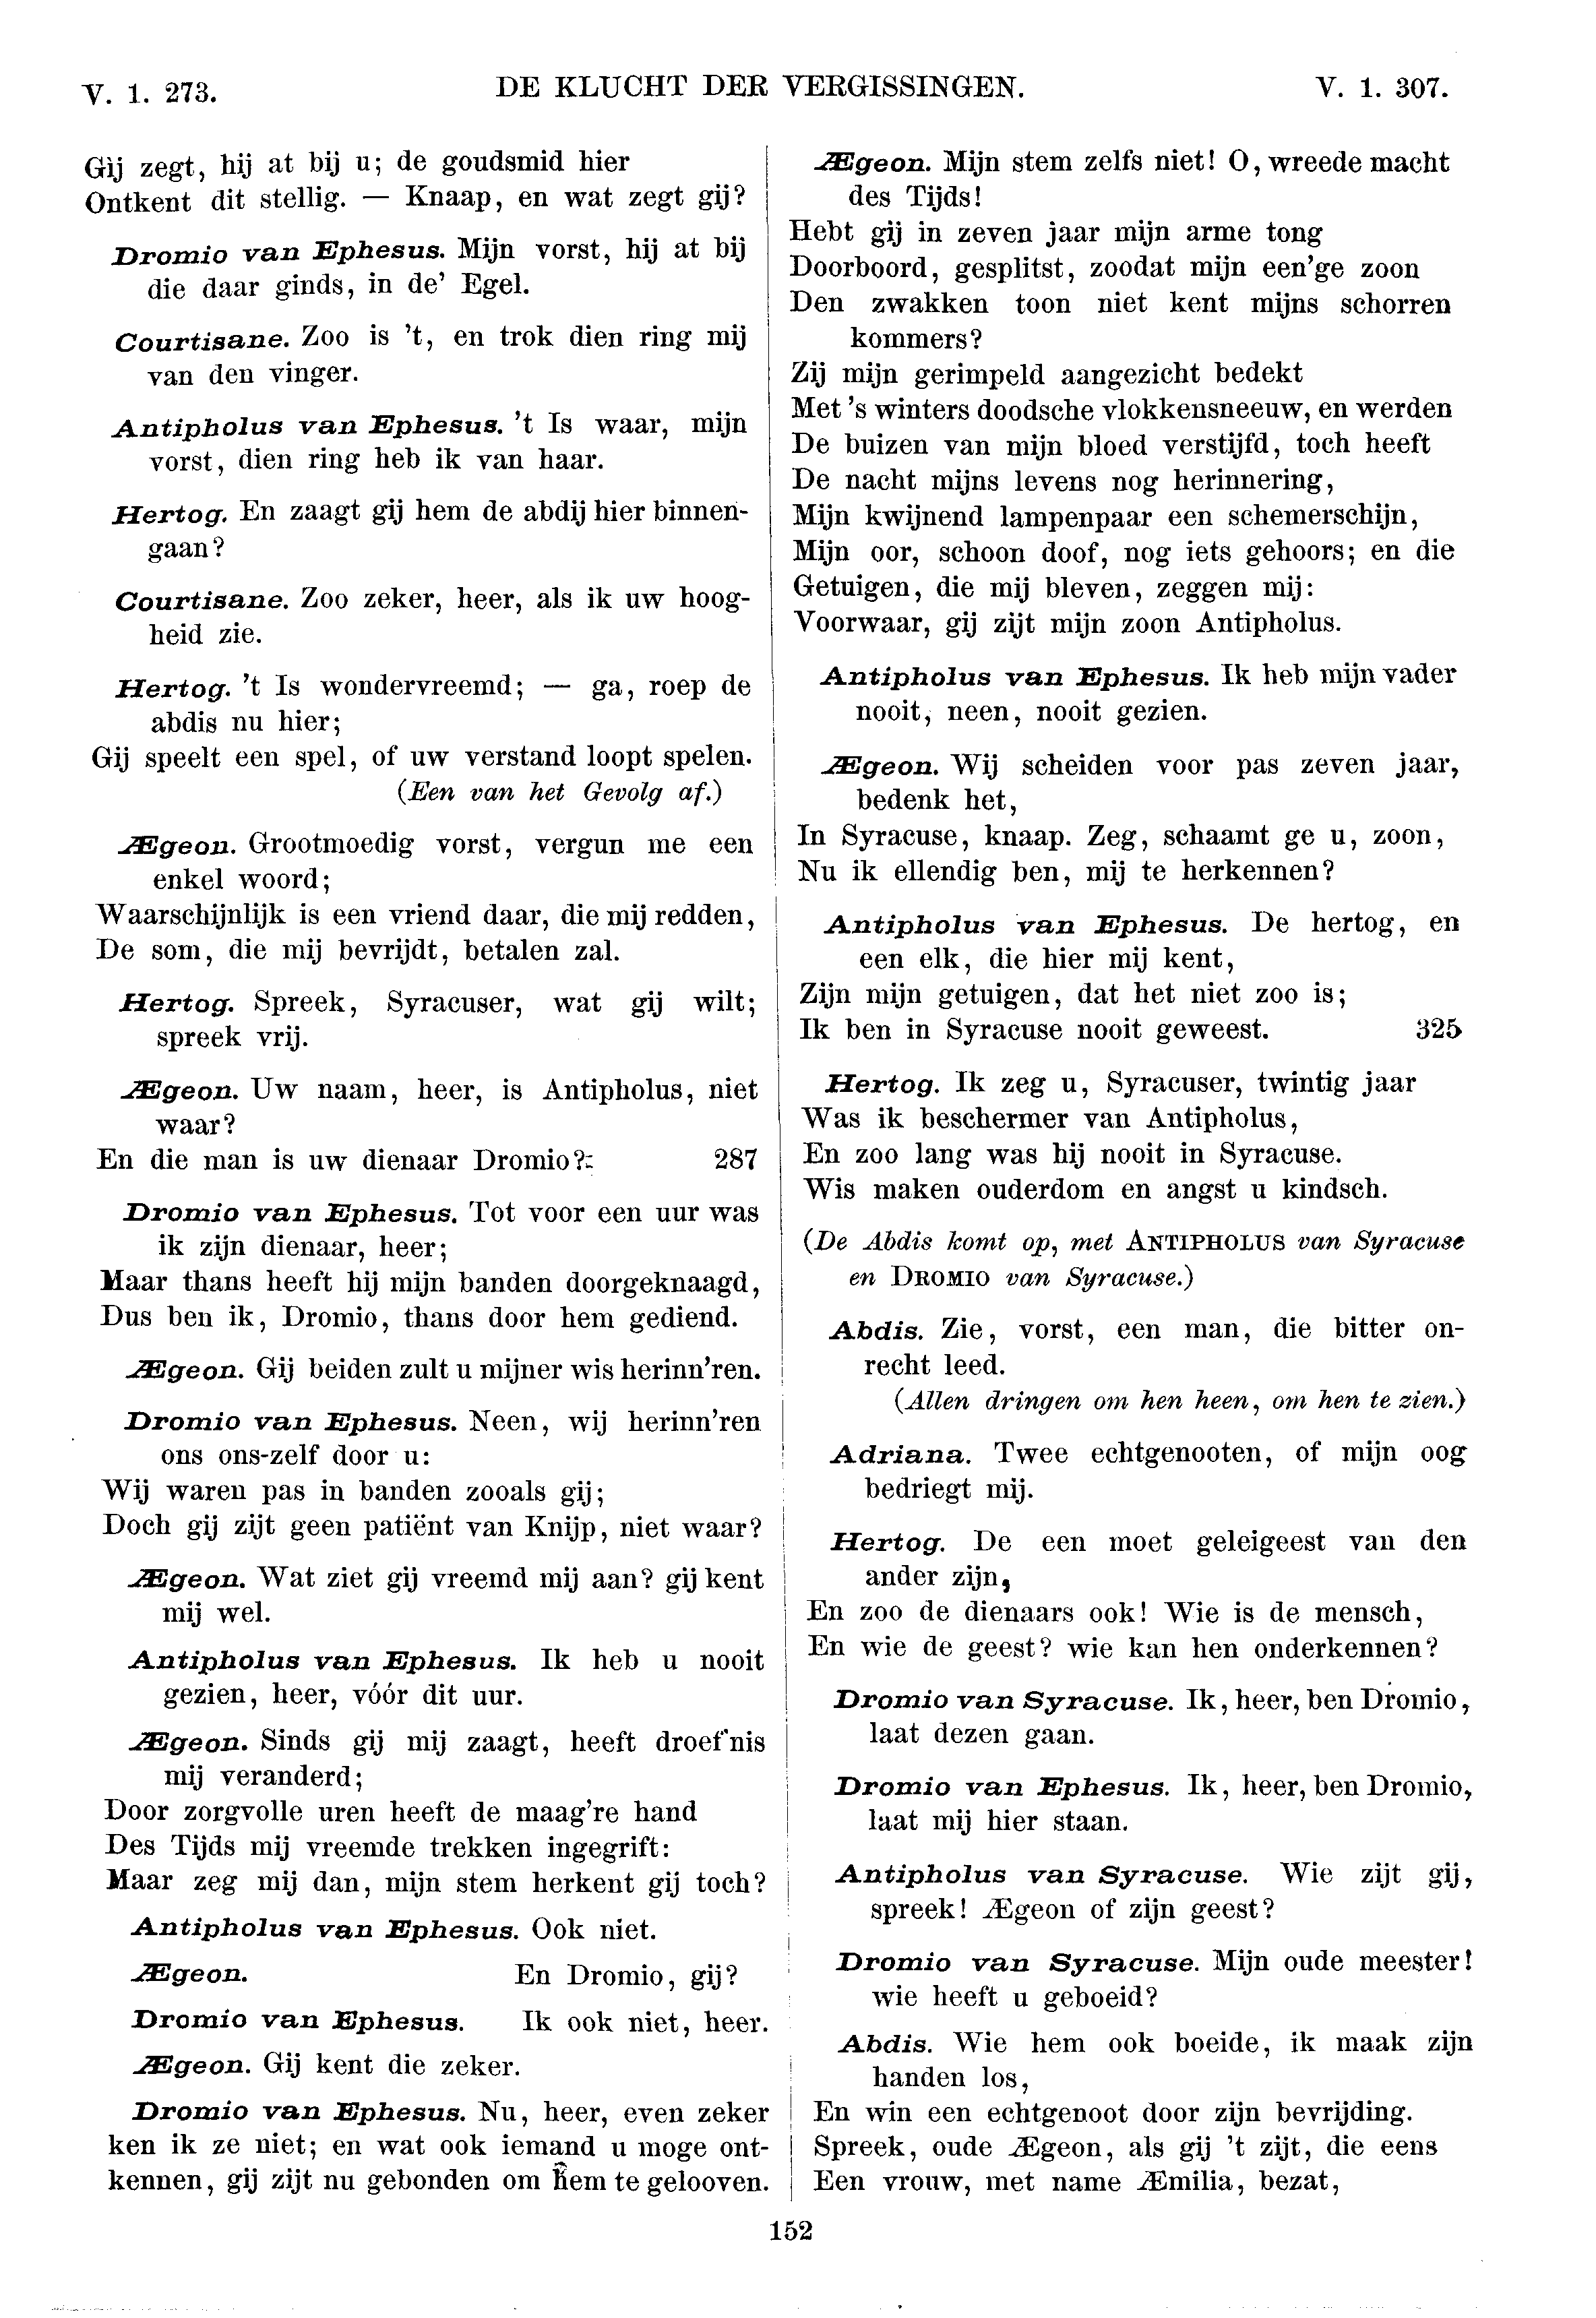 V. 1. 273. DE KLUCHT DER VERGISSINGEN. V. 1. 307.
Gij zegt, hij at bij u; de goudsmid hier
Ontkent dit stellig. — Knaap, en wat zegt gij?
Dromio van Ephesus. Mijn vorst, hij at bij
die daar ginds, in de' Egel.
Courtisane. Zoo is 't, en trok dien ring mij
van den vinger.
Antipholus van Ephesus. 't Is waar, mijn
vorst, dien ring heb ik van haar.
Hertog. En zaagt gij hem de abdij hier binnen-
gaan?
Courtisane. Zoo zeker, heer, als ik uw hoog-
heid zie.
Hertog. 't Is wondervreemd; — ga, roep de
abdis nu hier;
Gij speelt een spel, of uw verstand loopt spelen.
(Een van het Gevolg af.)
Ægeon. Grootmoedig vorst, vergun me een
enkel woord;
Waarschijnlijk is een vriend daar, die mij redden,
De som, die mij bevrijdt, betalen zal.
Hertog. Spreek, Syracuser, wat gij wilt;
spreek vrij.
Ægeon. Uw naam, heer, is Antipholus, niet
waar?
En die man is uw dienaar Dromio? 287
Dromio van Ephesus. Tot voor een uur was
ik zijn dienaar, heer;
Maar thans heeft hij mijn banden doorgeknaagd,
Dus ben ik, Dromio, thans door hem gediend.
Ægeon. Gij beiden zult u mijner wis herinn'ren.
Dromio van Ephesus. Neen, wij herinn'ren
ons ons-zelf door u:
Wij waren pas in banden zooals gij;
Doch gij zijt geen patiënt van Knijp, niet waar?
Ægeon. Wat ziet gij vreemd mij aan? gij kent
mij wel.
Antipholus van Ephesus. Ik heb u nooit
gezien, heer, vóór dit uur.
Ægeon. Sinds gij mij zaagt, heeft droef'nis
mij veranderd;
Door zorgvolle uren heeft de maag're hand
Des Tijds mij vreemde trekken ingegrift:
Maar zeg mij dan, mijn stem herkent gij toch?
Antipholus van Ephesus. Ook niet.
Ægeon. En Dromio, gij?
Dromio van Ephesus. Ik ook niet, heer.
Ægeon. Gij kent die zeker.
Dromio van Ephesus. Nu, heer, even zeker
ken ik ze niet; en wat ook iemand u moge ont-
kennen, gij zijt nu gebonden om hem te gelooven.
Ægeon. Mijn stem zelfs niet! O, wreede macht
des Tijds!
Hebt gij in zeven jaar mijn arme tong
Doorboord, gesplitst, zoodat mijn een'ge zoon
Den zwakken toon niet kent mijns schorren
kommers?
Zij mijn gerimpeld aangezicht bedekt
Met 's winters doodsche vlokkensneeuw, en werden
De buizen van mijn bloed verstijfd, toch heeft
De nacht mijns levens nog herinnering,
Mijn kwijnend lampenpaar een schemerschijn,
Mijn oor, schoon doof, nog iets gehoors; en die
Getuigen, die mij bleven, zeggen mij:
Voorwaar, gij zijt mijn zoon Antipholus.
Antipholus van Ephesus. Ik heb mijn vader
nooit, neen, nooit gezien.
Ægeon. Wij scheiden voor pas zeven jaar,
bedenk het,
In Syracuse, knaap. Zeg, schaamt ge u, zoon,
Nu ik ellendig ben, mij te herkennen?
Antipholus van Ephesus. De hertog, en
een elk, die hier mij kent,
Zijn mijn getuigen, dat het niet zoo is;
Ik ben in Syracuse nooit geweest. 325
Hertog. Ik zeg u, Syracuser, twintig jaar
Was ik beschermer van Antipholus,
En zoo lang was hij nooit in Syracuse.
Wis maken ouderdom en angst u kindsch.
(De Abdis komt op, met ANTIPHOLUS van Syracuse
en DROMIO van Syracuse.)
Abdis. Zie, vorst, een man, die bitter on-
recht leed.
(Allen dringen om hen heen, om hen te zien.)
Adriana. Twee echtgenooten, of mijn oog
bedriegt mij.
Hertog. De een moet geleigeest van den
ander zijn,
En zoo de dienaars ook! Wie is de mensch,
En wie de geest? wie kan hen onderkennen?
Dromio van Syracuse. Ik, heer, ben Dromio,
laat dezen gaan.
Dromio van Ephesus. Ik, heer, ben Dromio,
laat mij hier staan.
Antipholus van Syracuse. Wie zijt gij,
spreek! Ægeon of zijn geest?
Dromio van Syracuse. Mijn oude meester!
wie heeft u geboeid?
Abdis. Wie hem ook boeide, ik maak zijn
handen los,
En win een echtgenoot door zijn bevrijding.
Spreek, oude Ægeon, als gij 't zijt, die eens
Een vrouw, met name Æmilia, bezat,
152